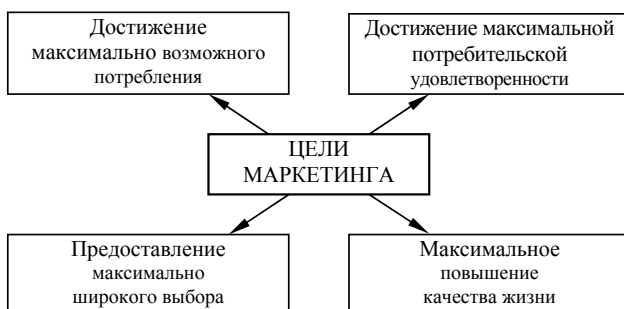 Достижение
максимально возможного
потребления
Достижение максимальной
потребительской
удовлетворенности
ЦЕЛИ
МАРКЕТИНГА
Предоставление
максимально
широкого выбора
Максимальное
повышение
качества жизни